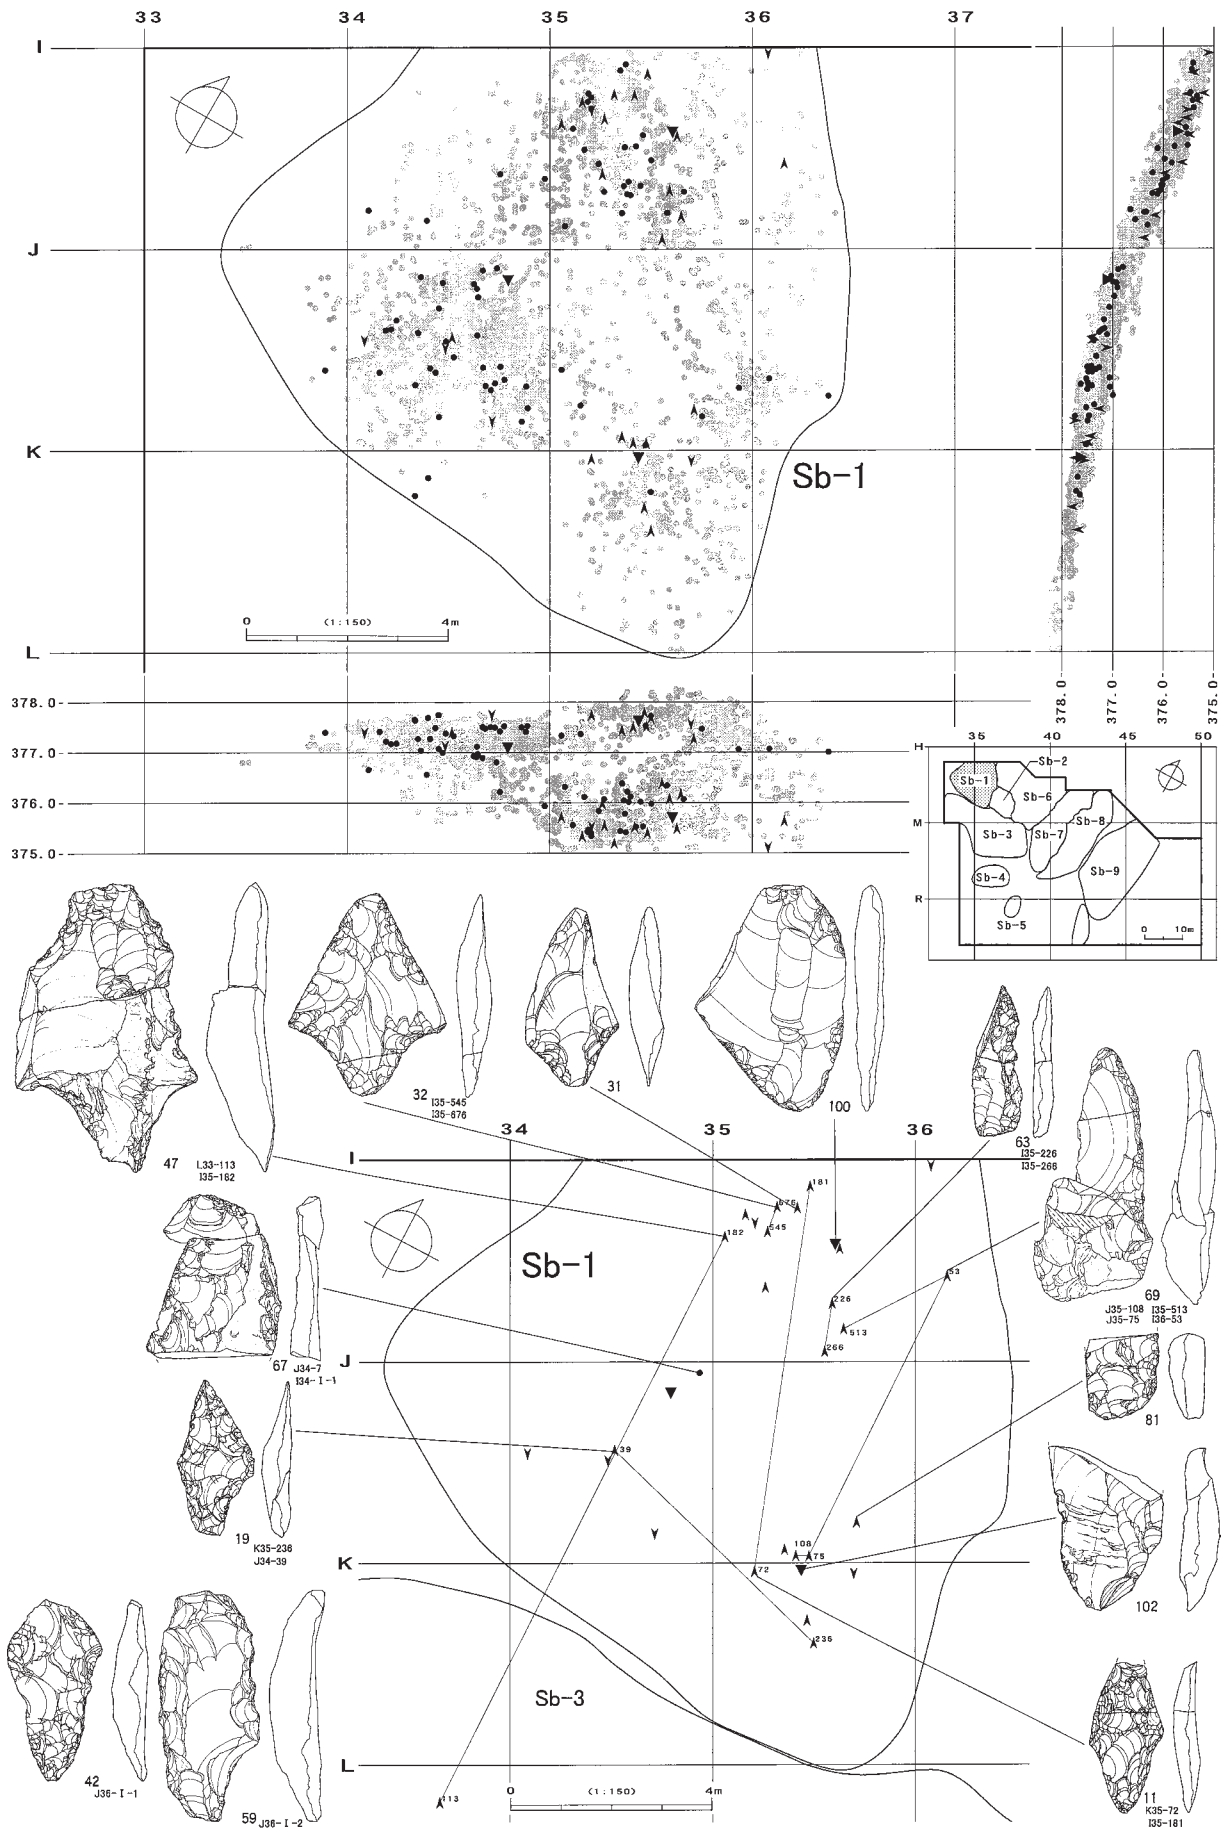 33 34 35 36 37
I
J
K
L
Sb-1
0 (1:150) 4m
378.0
377.0
376.0
375.0
378.0 377.0 376.0 375.0
35 40 45 50
H
M
R
Sb-1
Sb-2
Sb-6
Sb-3
Sb-7
Sb-8
Sb-4
Sb-9
Sb-5
0 10m
47
L33-113
I35-182
32
I35-545
I35-676
31
100
63
I35-226
I35-266
34 35 36
I
J
K
L
Sb-1
181
676
545
182
53
226
513
266
39
108
75
72
235
113
Sb-3
0 (1:150) 4m
67
J34-7
I34-I-1
69
J35-108 I35-513
J35-75 I36-53
81
19
K35-236
J34-39
102
42
J36-I-1
59
J36-I-2
11
K35-72
I35-181